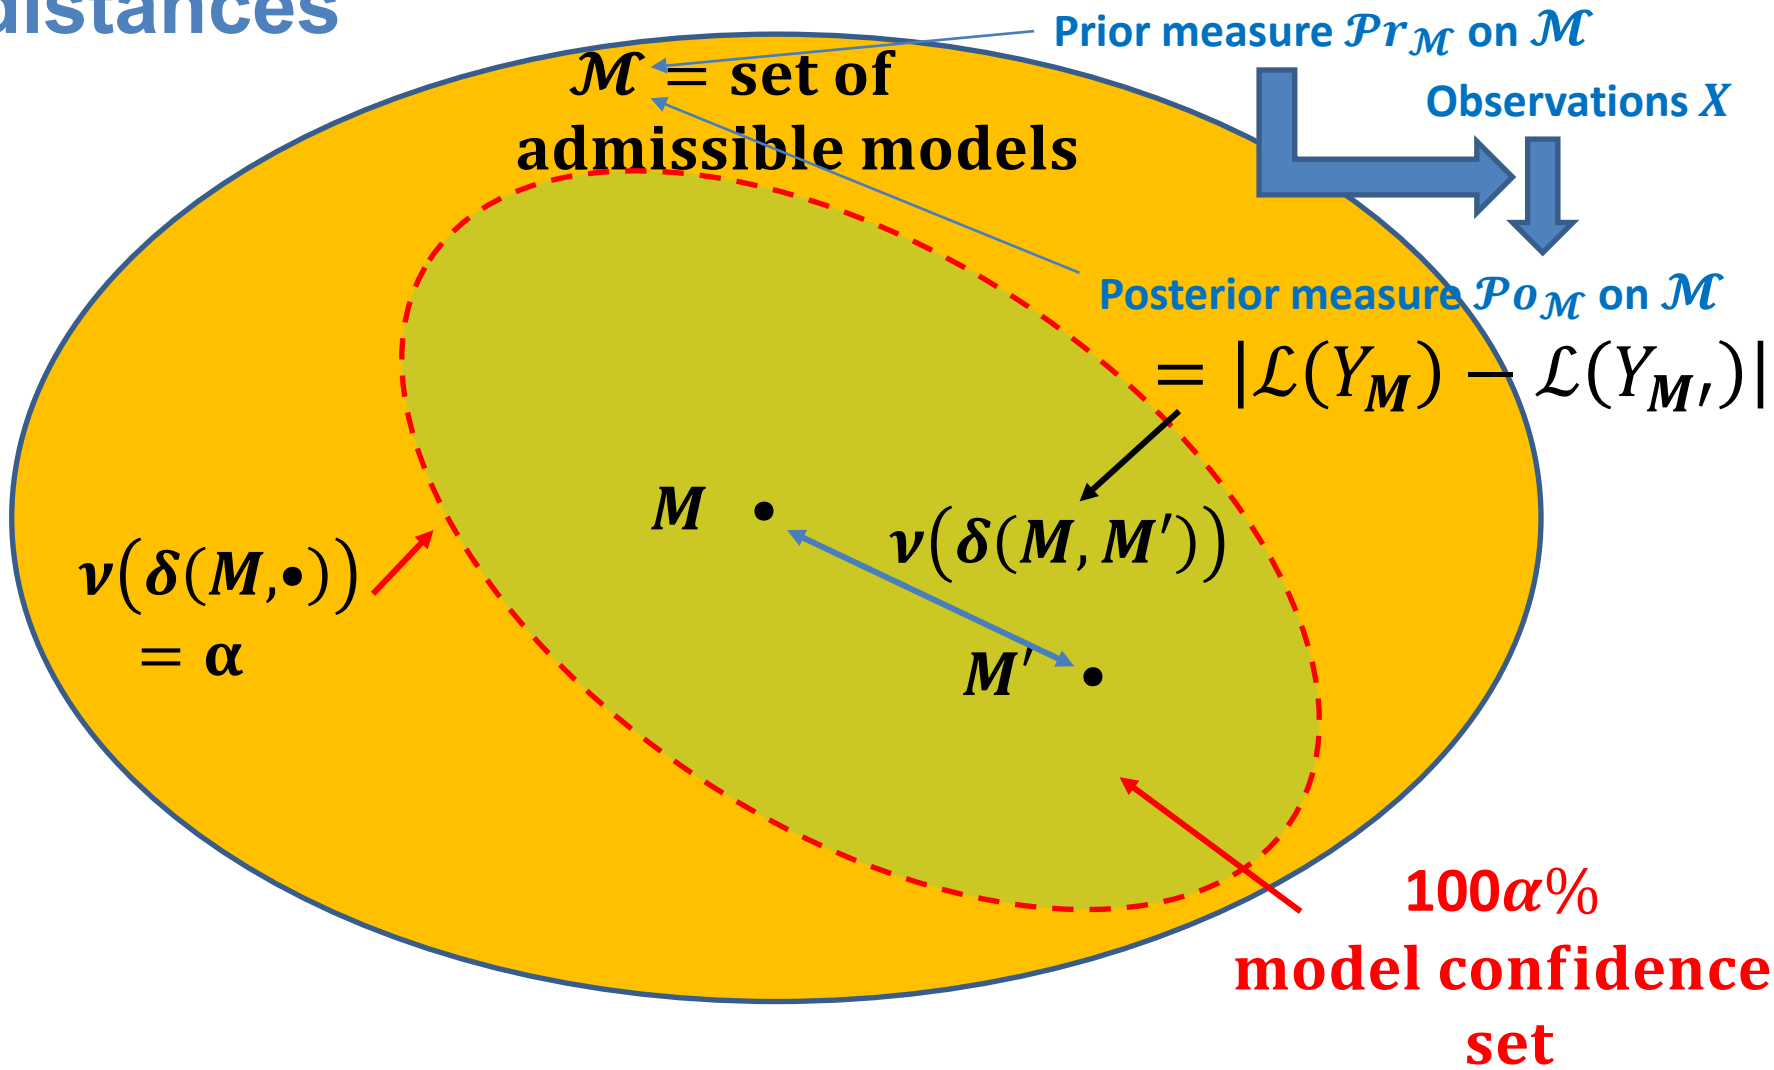 distances
Prior measure 𝒫r_ℳ on ℳ
ℳ = set of
admissible models
Observations X
Posterior measure 𝒫o_ℳ on ℳ
= |ℒ(Y_M) − ℒ(Y_M′)|
M •
ν(δ(M, M′))
ν(δ(M,•))
= α
M′ •
100α%
model confidence
set